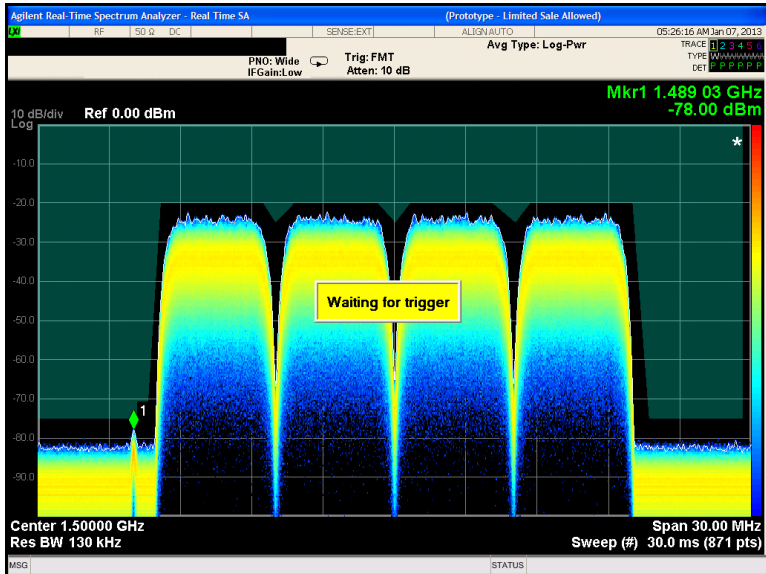 Agilent Real-Time Spectrum Analyzer - Real Time SA (Prototype - Limited Sale Allowed)
LXI RF 50 Ω DC SENSE:EXT ALIGN AUTO 05:26:16 AM Jan 07, 2013
Avg Type: Log-Pwr TRACE 1 2 3 4 5 6
PNO: Wide Trig: FMT TYPE MWWWWW
IFGain:Low Atten: 10 dB DET P P P P P P
Mkr1 1.489 03 GHz
10 dB/div Ref 0.00 dBm -78.00 dBm
Log
*
-10.0
-20.0
-30.0
-40.0
Waiting for trigger
-50.0
-60.0
-70.0
1
-80.0
-90.0
Center 1.50000 GHz Span 30.00 MHz
Res BW 130 kHz Sweep (#) 30.0 ms (871 pts)
MSG STATUS